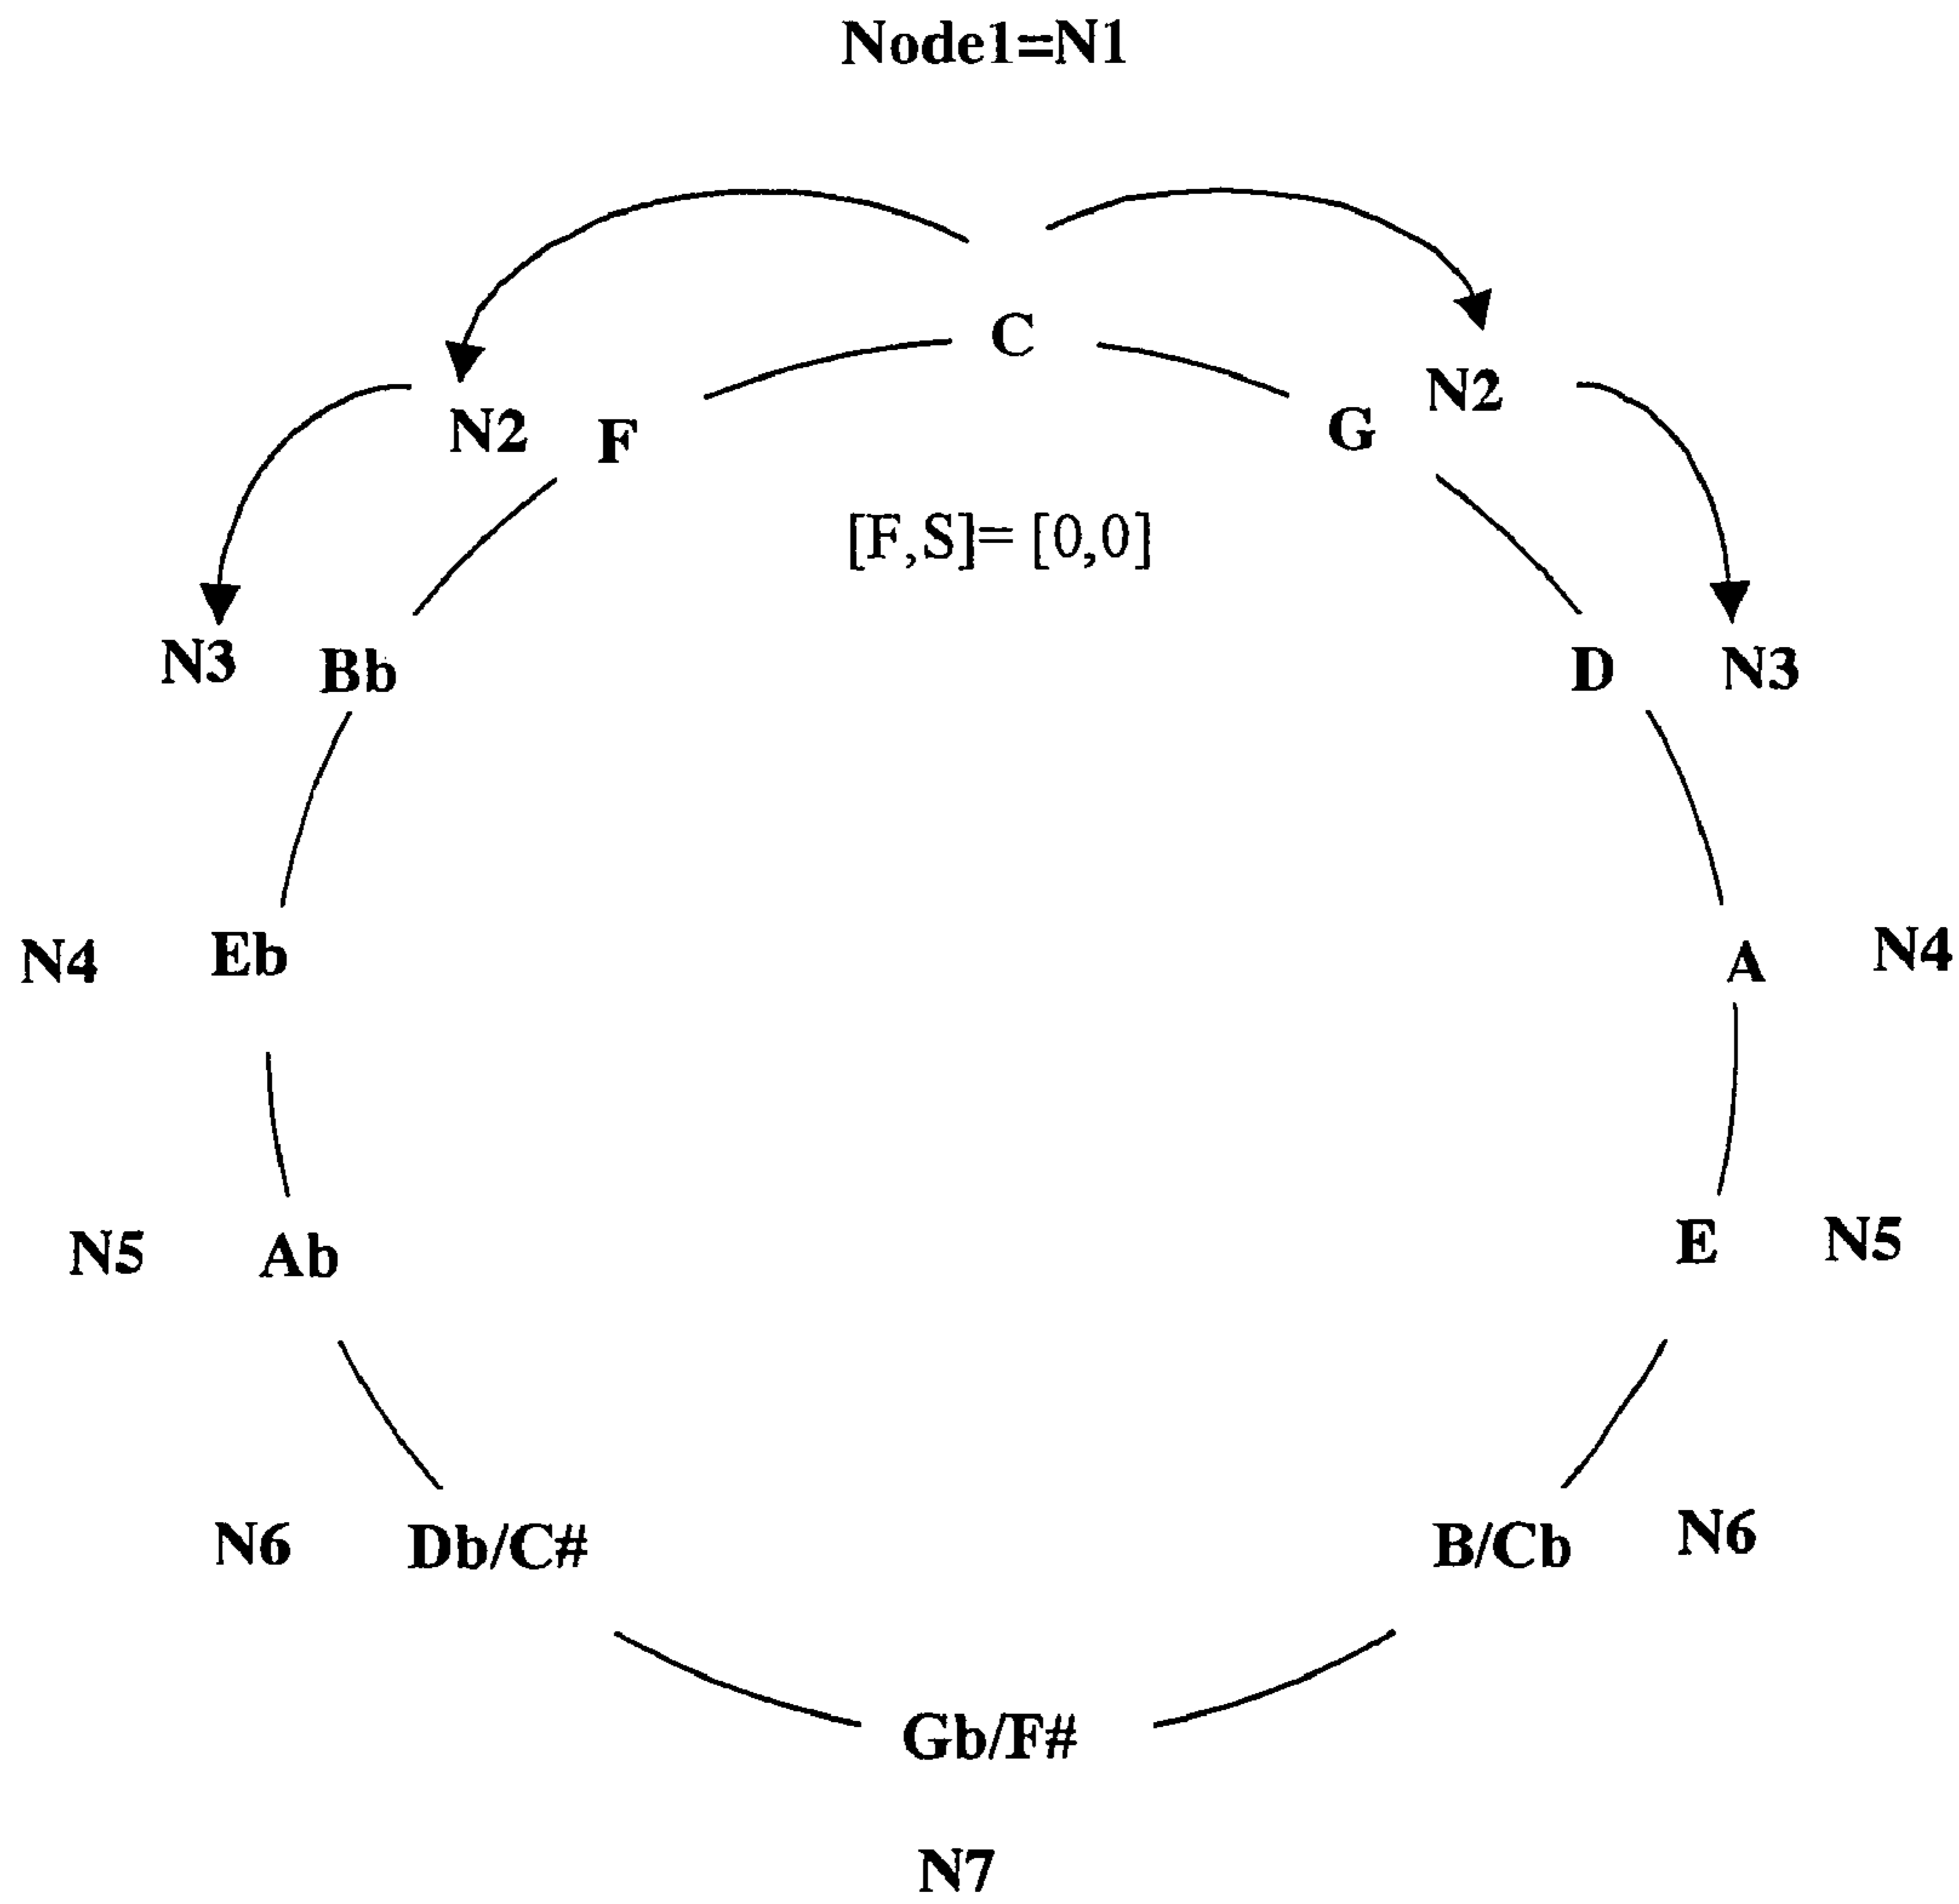 Node1=N1
C
N2 F
G N2
[F,S]= [0,0]
N3 Bb
D N3
N4 Eb
A N4
N5 Ab
E N5
N6 Db/C#
B/Cb N6
Gb/F#
N7